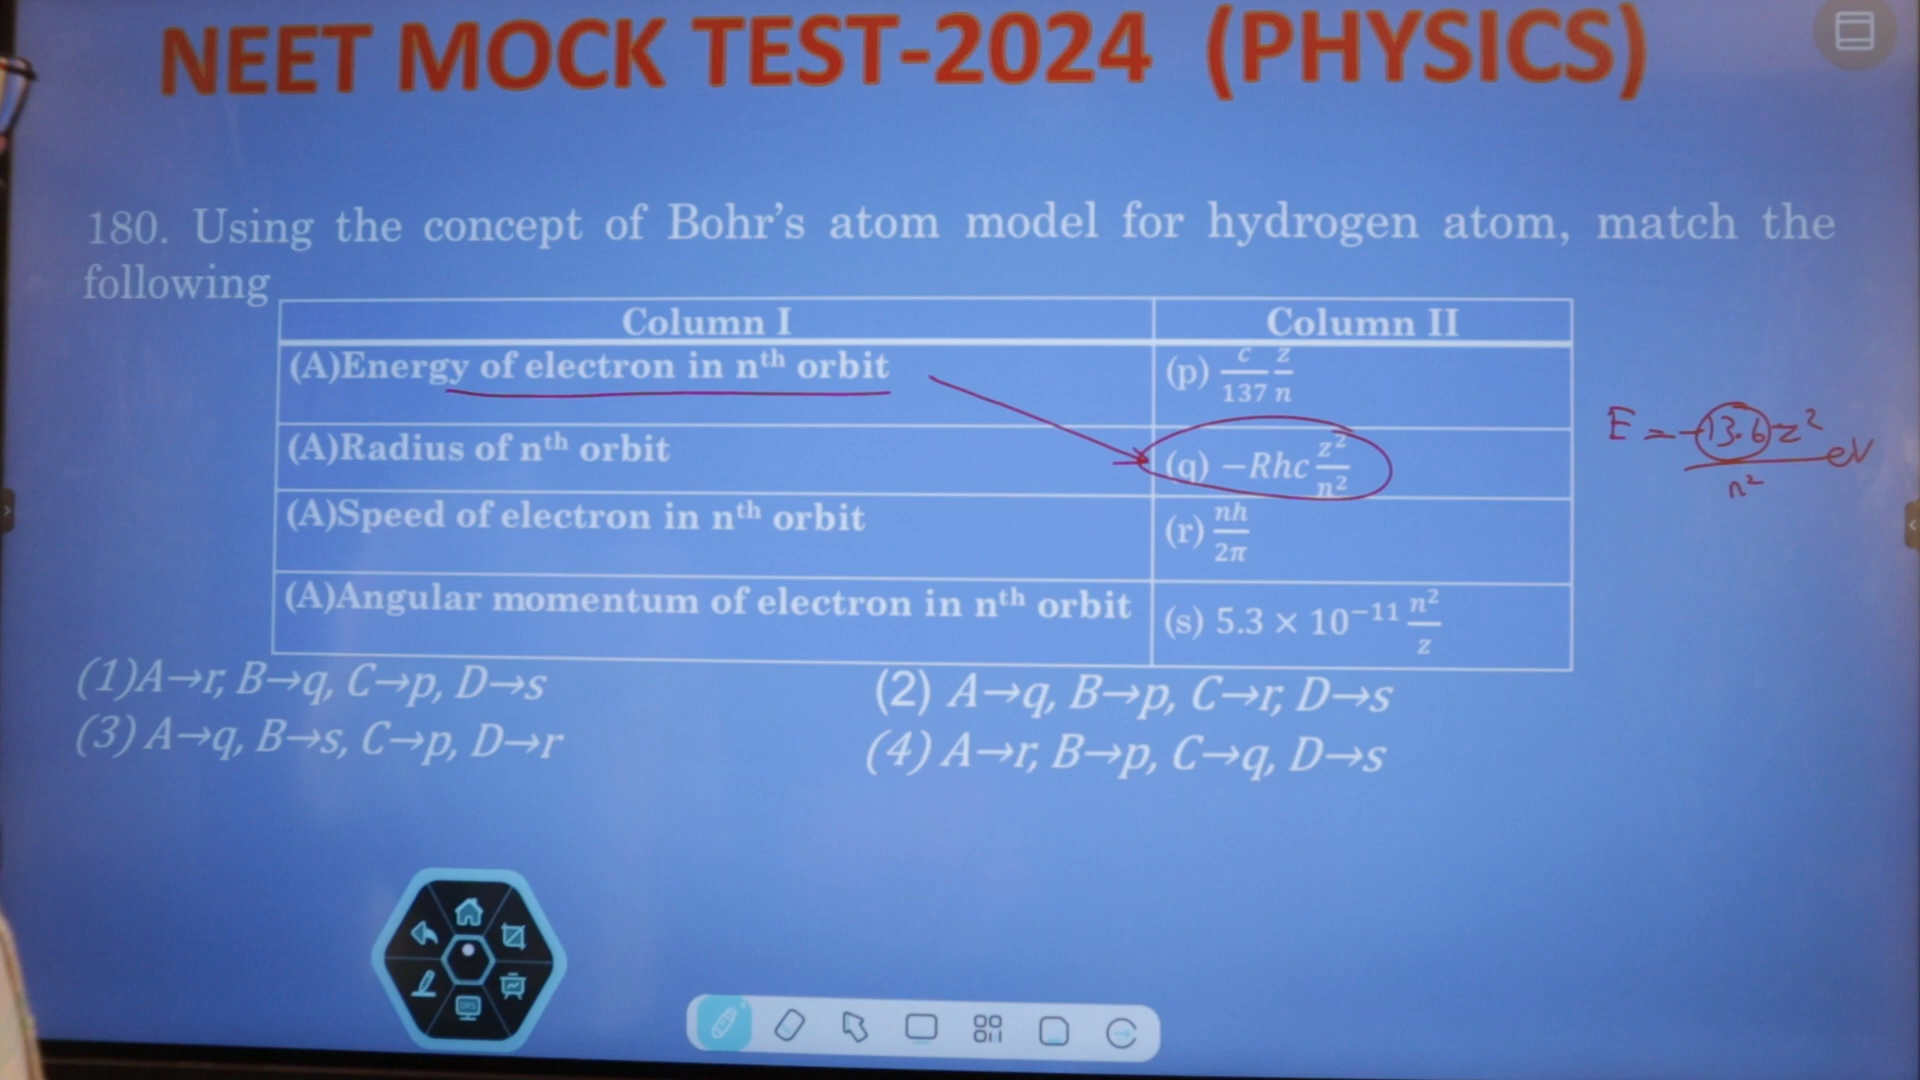 NEET MOCK TEST-2024 (PHYSICS)
180. Using the concept of Bohr's atom model for hydrogen atom, match the
following
Column I Column II
(A)Energy of electron in nᵗʰ orbit (p) c/137 z/n
(A)Radius of nᵗʰ orbit (q) −Rhc z²/n²
(A)Speed of electron in nᵗʰ orbit (r) nh/2π
(A)Angular momentum of electron in nᵗʰ orbit (s) 5.3 × 10⁻¹¹ n²/z
E = -13.6 z²/n² eV
(1)A→r, B→q, C→p, D→s (2) A→q, B→p, C→r, D→s
(3) A→q, B→s, C→p, D→r (4) A→r, B→p, C→q, D→s